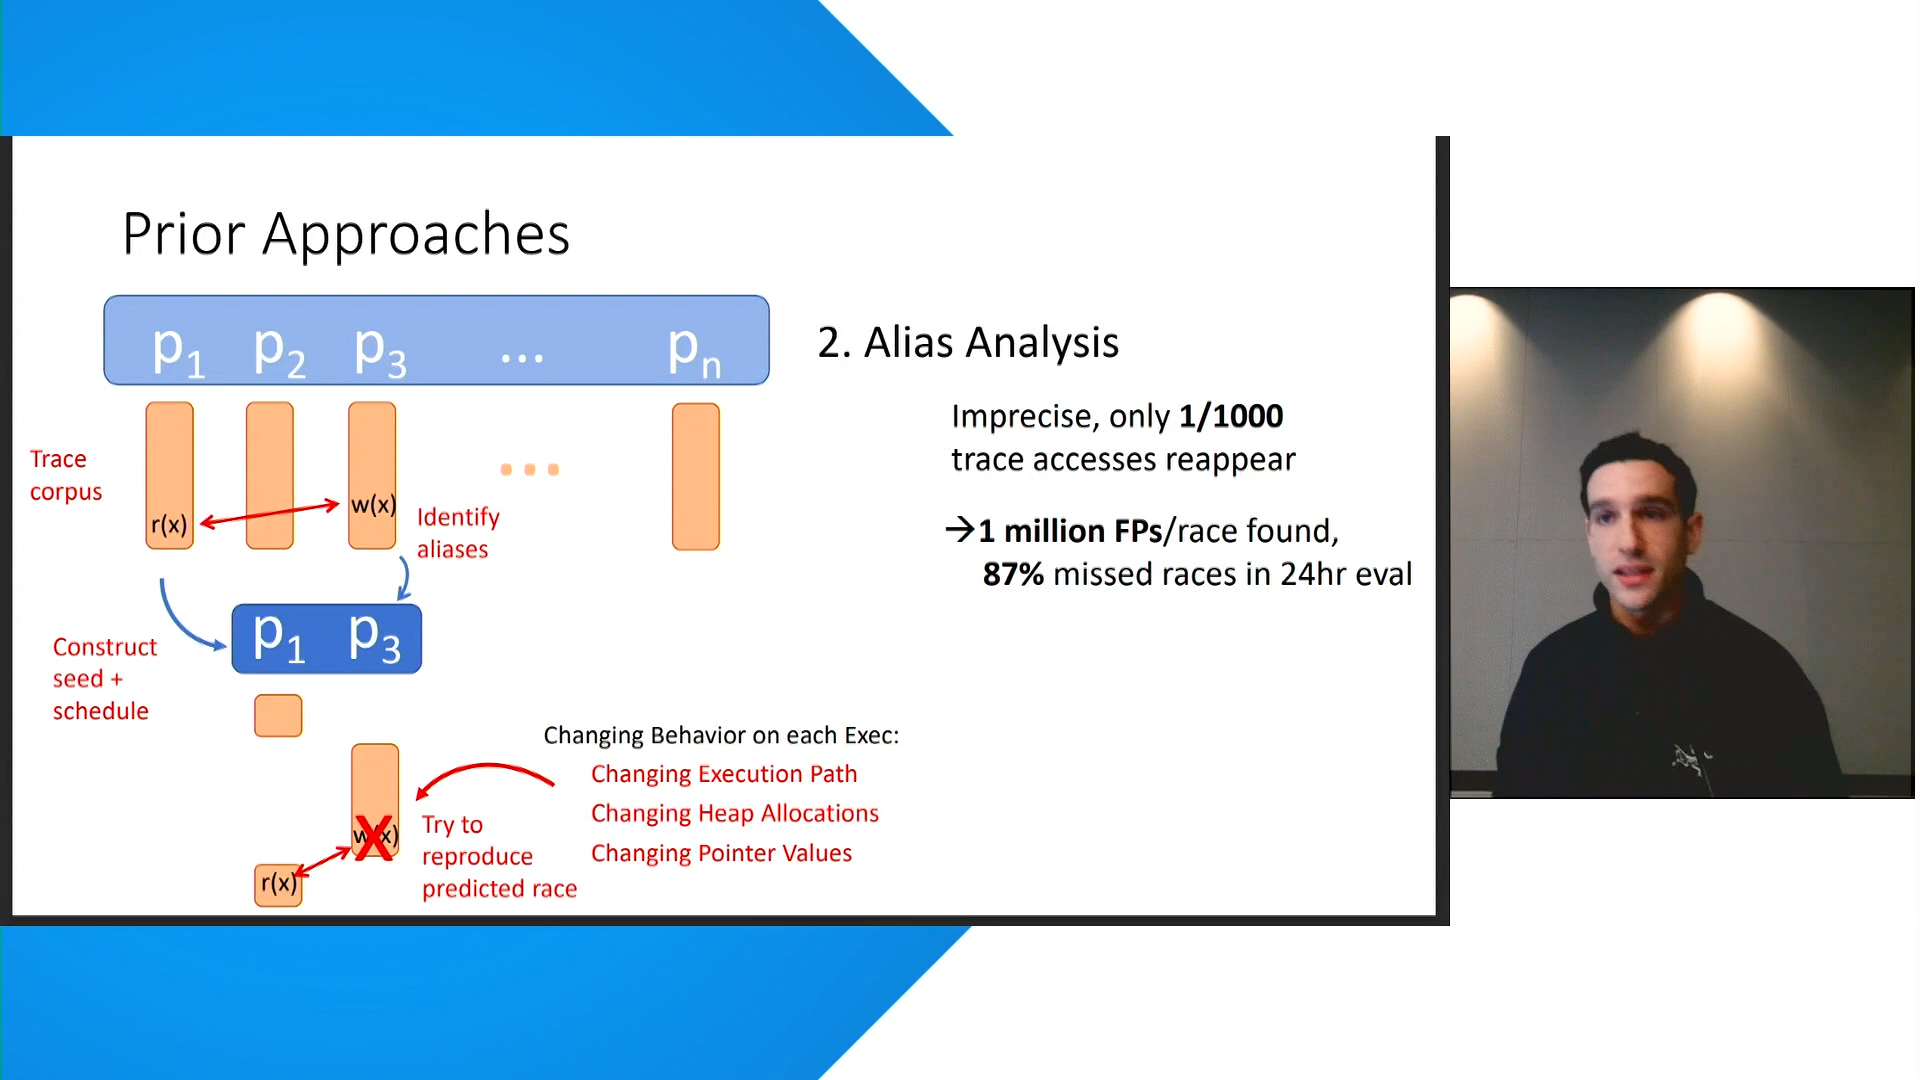 Prior Approaches
p1 p2 p3 ... pn
2. Alias Analysis
Imprecise, only 1/1000
trace accesses reappear
→1 million FPs/race found,
87% missed races in 24hr eval
Trace
corpus
r(x)
w(x)
Identify
aliases
p1 p3
Construct
seed +
schedule
Changing Behavior on each Exec:
Changing Execution Path
Changing Heap Allocations
Changing Pointer Values
w(x)
X
Try to
reproduce
predicted race
r(x)